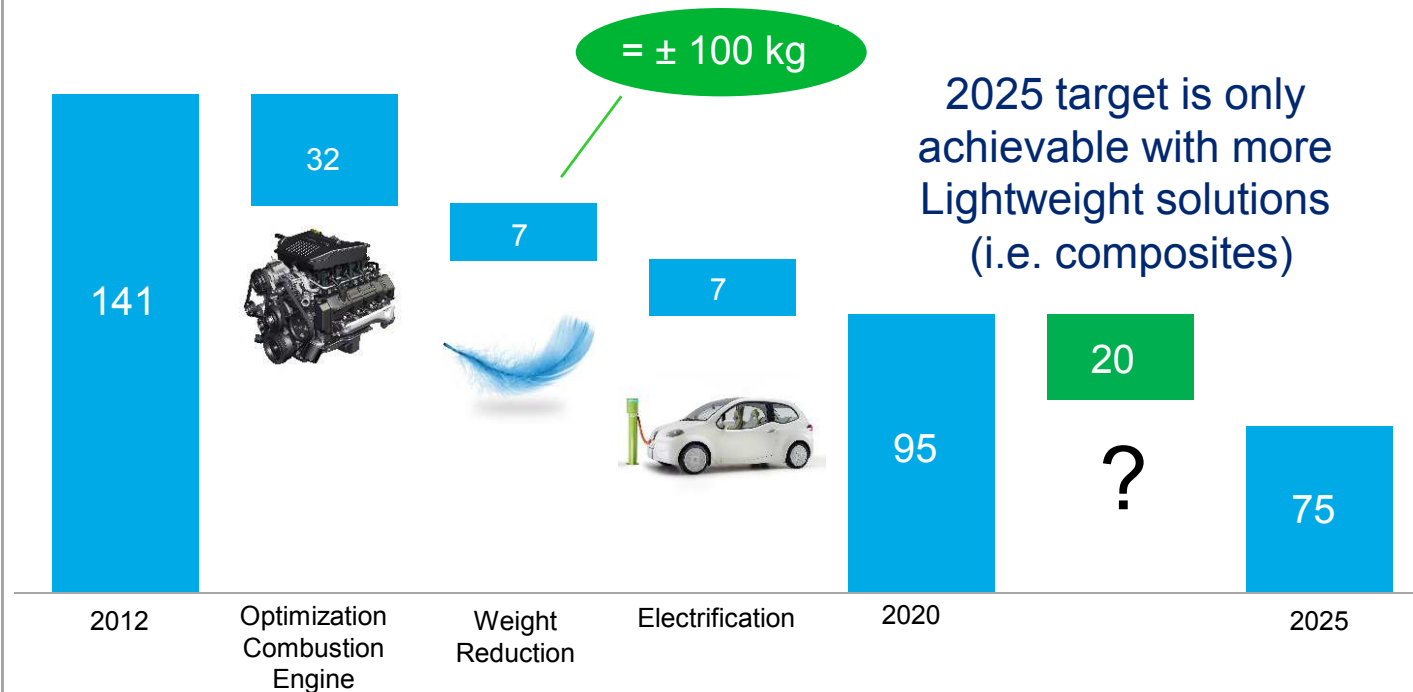 = ± 100 kg
2025 target is only
achievable with more
Lightweight solutions
(i.e. composites)
141
32
7
7
95
20
?
75
2012
Optimization
Combustion
Engine
Weight
Reduction
Electrification
2020
2025